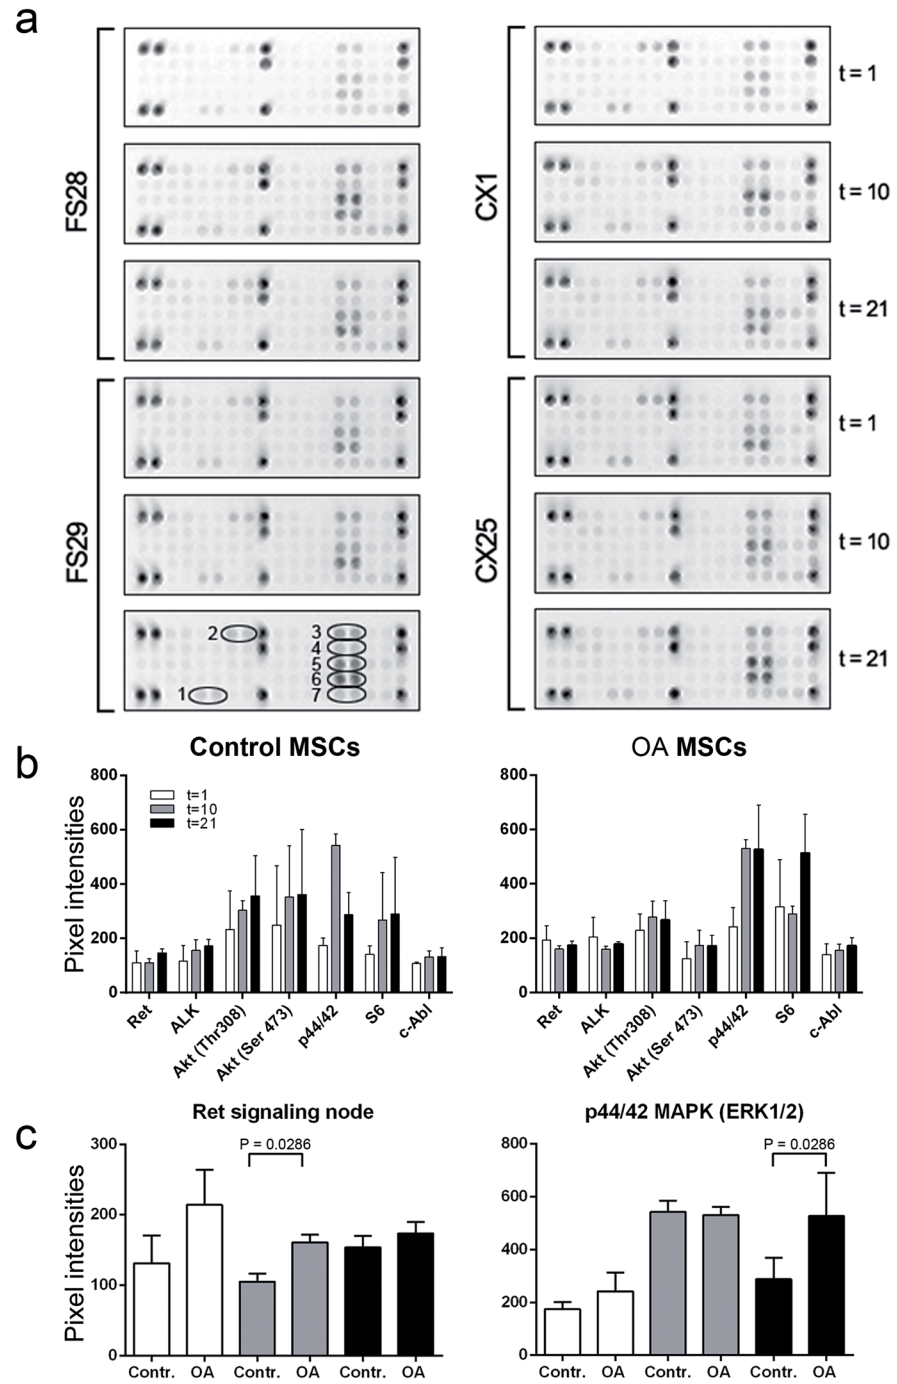 a
FS28
CX1
t = 1
t = 10
t = 21
FS29
CX25
t = 1
t = 10
t = 21
2
3
4
5
6
1
7
b
Control MSCs
OA MSCs
Pixel intensities
800
600
400
200
0
t=1
t=10
t=21
Ret
ALK
Akt (Thr308)
Akt (Ser 473)
p44/42
S6
c-Abl
800
600
400
200
0
Ret
ALK
Akt (Thr308)
Akt (Ser 473)
p44/42
S6
c-Abl
c
Ret signaling node
p44/42 MAPK (ERK1/2)
Pixel intensities
300
200
100
0
P = 0.0286
Contr. OA Contr. OA Contr. OA
800
600
400
200
0
P = 0.0286
Contr. OA Contr. OA Contr. OA